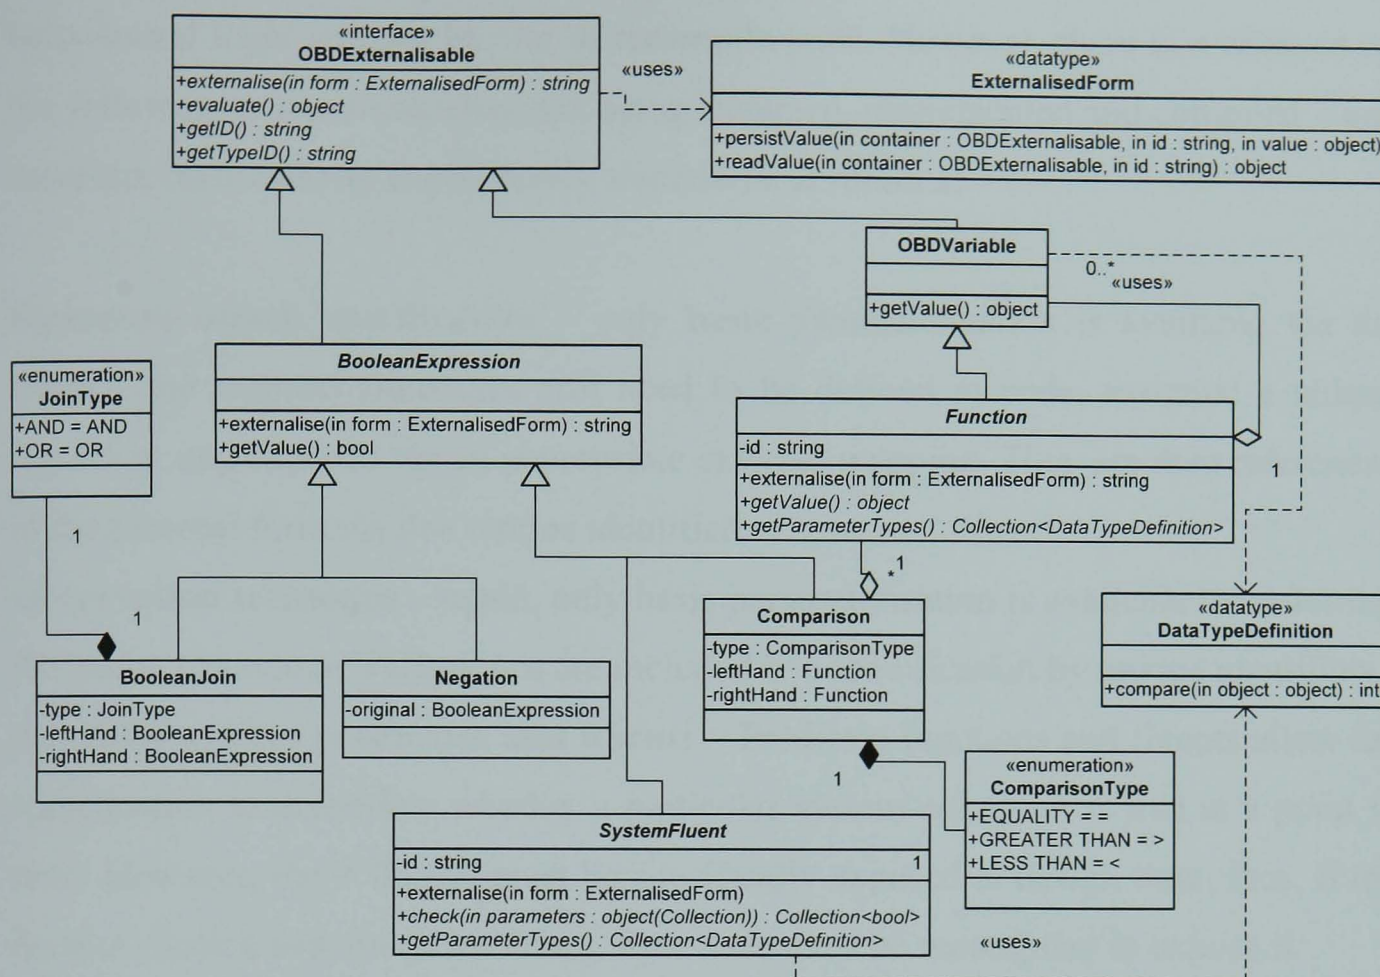 «interface»
OBDExternalisable
+externalise(in form : ExternalisedForm) : string
+evaluate() : object
+getID() : string
+getTypeID() : string
«uses»
«datatype»
ExternalisedForm
+persistValue(in container : OBDExternalisable, in id : string, in value : object)
+readValue(in container : OBDExternalisable, in id : string) : object
OBDVariable
+getValue() : object
0..*
«uses»
1
«enumeration»
JoinType
+AND = AND
+OR = OR
1
1
BooleanExpression
+externalise(in form : ExternalisedForm) : string
+getValue() : bool
Function
-id : string
+externalise(in form : ExternalisedForm) : string
+getValue() : object
+getParameterTypes() : Collection<DataTypeDefinition>
1
*
Comparison
-type : ComparisonType
-leftHand : Function
-rightHand : Function
1
«datatype»
DataTypeDefinition
+compare(in object : object) : int
BooleanJoin
-type : JoinType
-leftHand : BooleanExpression
-rightHand : BooleanExpression
Negation
-original : BooleanExpression
«enumeration»
ComparisonType
+EQUALITY = =
+GREATER THAN = >
+LESS THAN = <
1
SystemFluent
-id : string
+externalise(in form : ExternalisedForm)
+check(in parameters : object(Collection)) : Collection<bool>
+getParameterTypes() : Collection<DataTypeDefinition>
«uses»